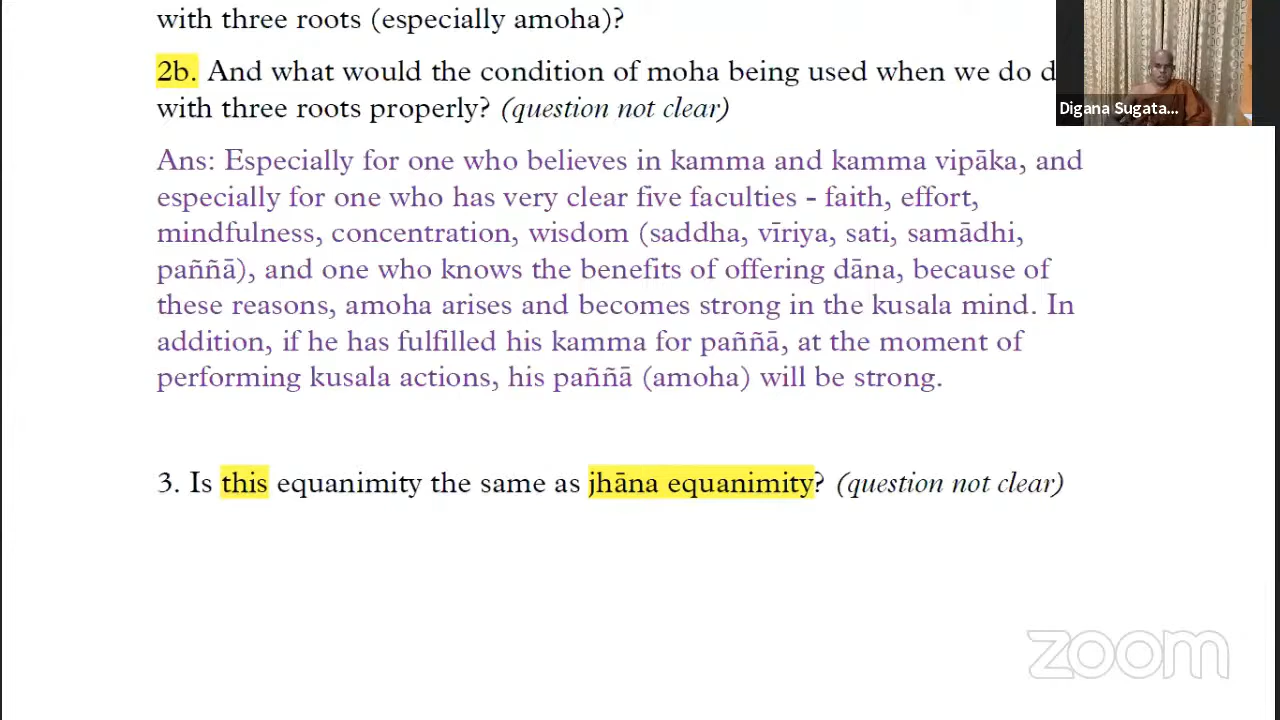 with three roots (especially amoha)?
2b. And what would the condition of moha being used when we do d
with three roots properly? (question not clear)
Ans: Especially for one who believes in kamma and kamma vipāka, and
especially for one who has very clear five faculties - faith, effort,
mindfulness, concentration, wisdom (saddha, vīriya, sati, samādhi,
paññā), and one who knows the benefits of offering dāna, because of
these reasons, amoha arises and becomes strong in the kusala mind. In
addition, if he has fulfilled his kamma for paññā, at the moment of
performing kusala actions, his paññā (amoha) will be strong.
3. Is this equanimity the same as jhāna equanimity? (question not clear)
Digana Sugata...
zoom